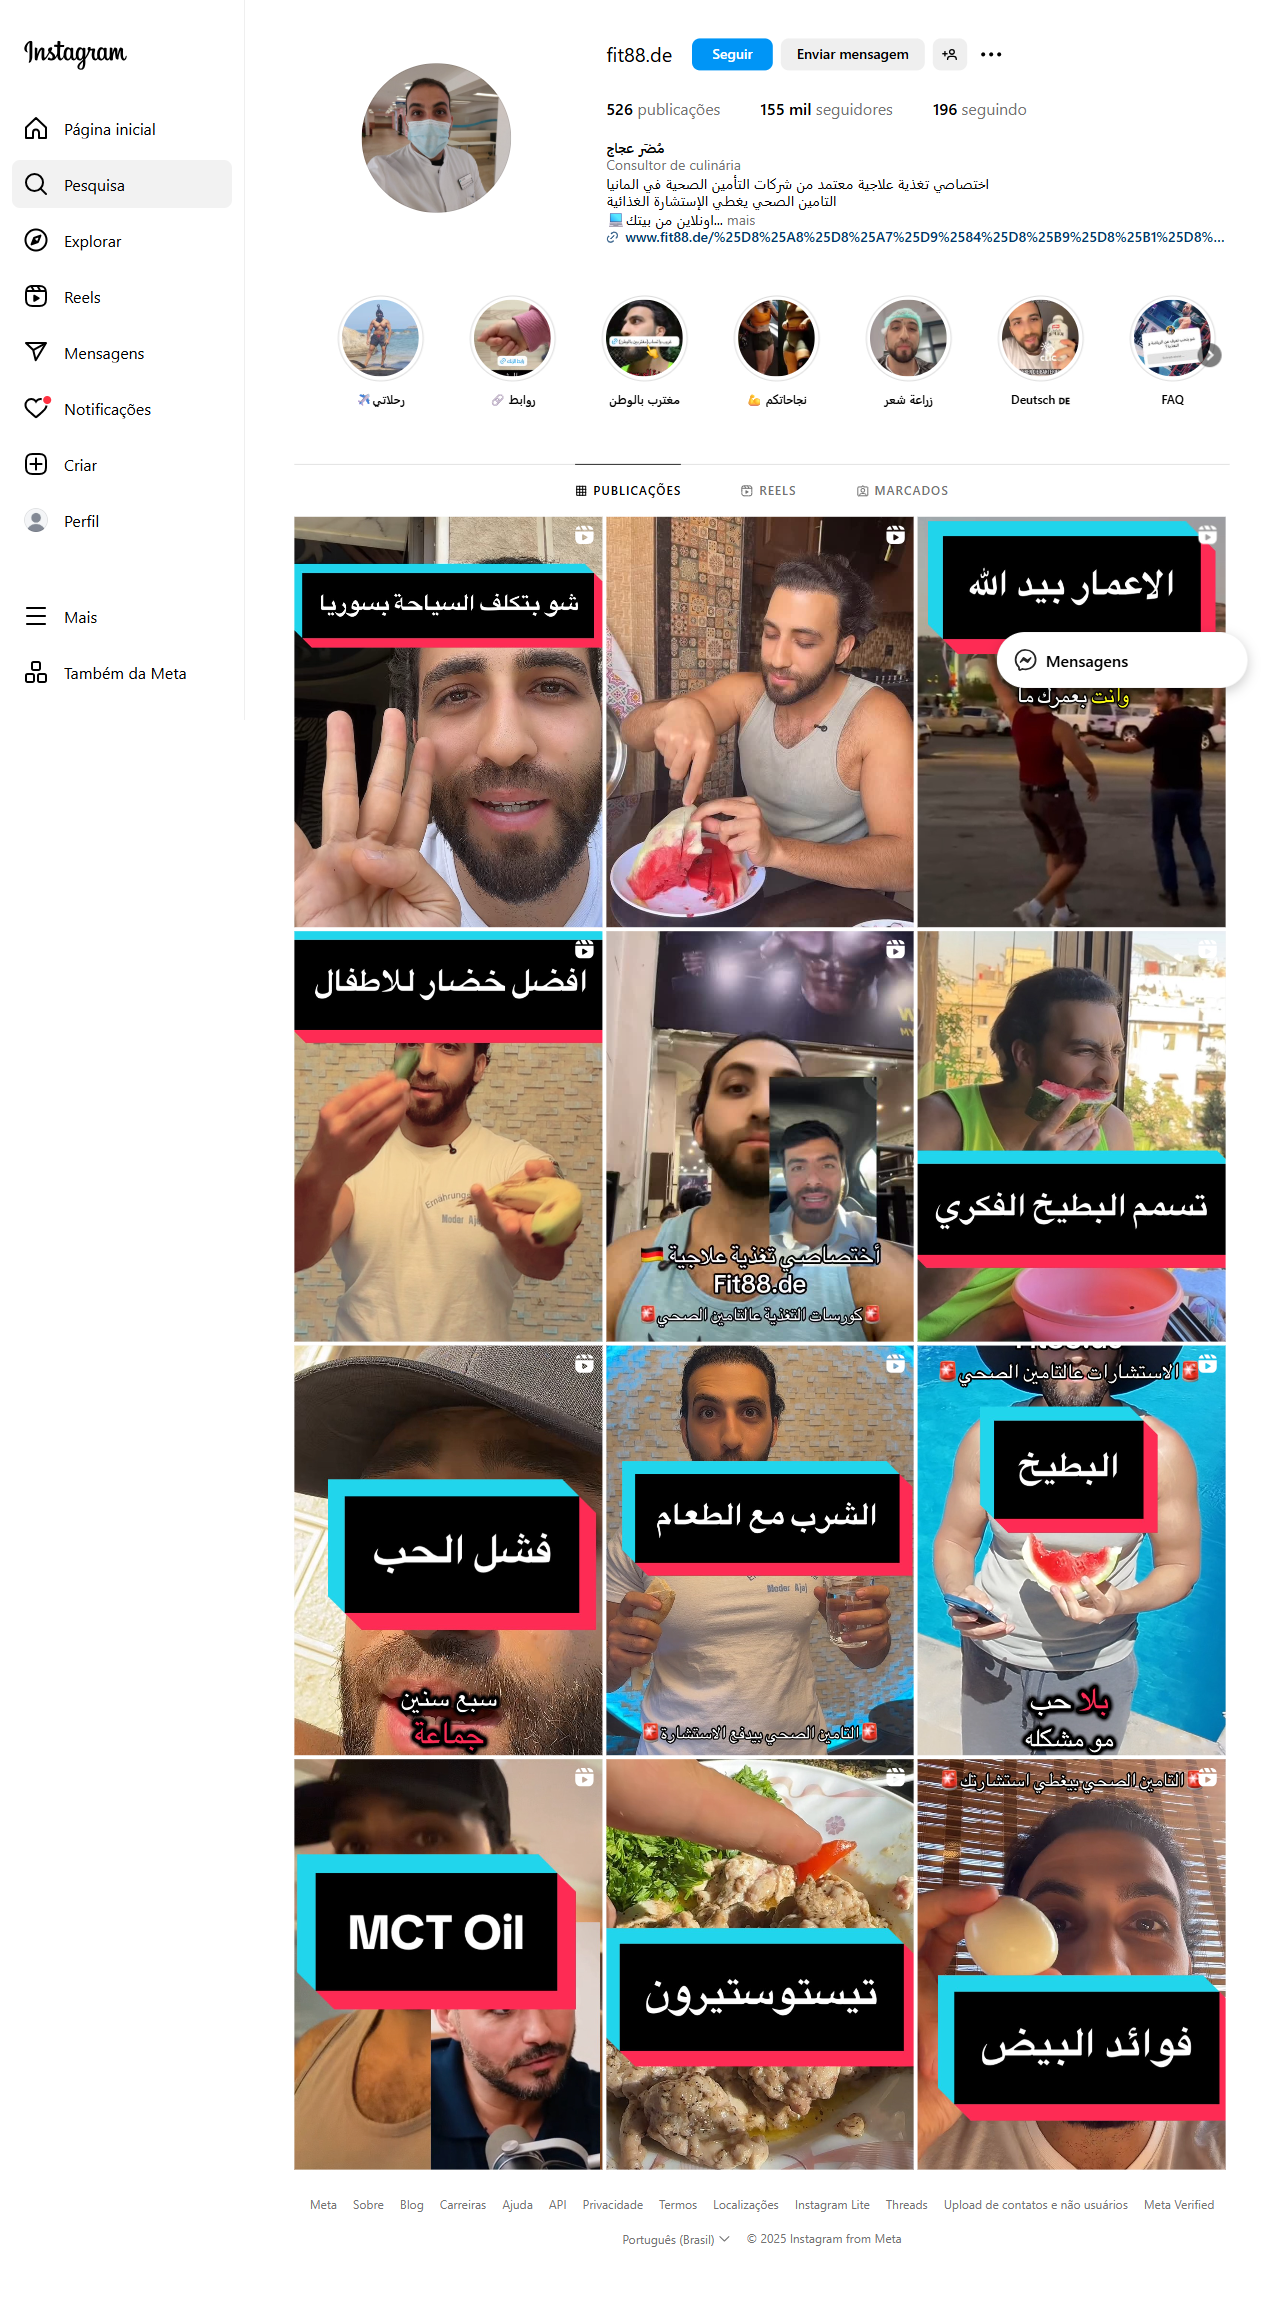 Instagram
Página inicial
Pesquisa
Explorar
Reels
Mensagens
Notificações
Criar
Perfil
Mais
Também da Meta
fit88.de
Seguir
Enviar mensagem
526 publicações
155 mil seguidores
196 seguindo
مُضَر عجاج
Consultor de culinária
اختصاصي تغذية علاجية معتمد من شركات التأمين الصحية في المانيا
التامين الصحي يغطي الإستشارة الغذائية
💻 اونلاين من بيتك... mais
www.fit88.de/%25D8%25A8%25D8%25A7%25D9%2584%25D8%25B9%25D8%25B1%25D8%...
رحلاتي✈️
روابط 🔗
مغترب بالوطن
نجاحاتكم 💪
زراعة شعر
Deutsch DE
FAQ
PUBLICAÇÕES
REELS
MARCADOS
شو بتكلف السياحة بسوريا
الاعمار بيد الله
وانت بعمرك ما
Mensagens
افضل خضار للاطفال
Ernährungs
Moder Aj
أختصاصي تغذية علاجية 🇩🇪
Fit88.de
🚨كورسات التغذية عالتامين الصحي🚨
تسمم البطيخ الفكري
فشل الحب
سبع سنين
جماعة
الشرب مع الطعام
Moder Ajaj
🚨التامين الصحي بيدفع الاستشارة🚨
🚨الاستشارات عالتامين الصحي🚨
البطيخ
بلا حب
مو مشكله
MCT Oil
تيستوستيرون
🚨التامين الصحي بيغطي استشارتك🚨
فوائد البيض
Meta
Sobre
Blog
Carreiras
Ajuda
API
Privacidade
Termos
Localizações
Instagram Lite
Threads
Upload de contatos e não usuários
Meta Verified
Português (Brasil)
© 2025 Instagram from Meta